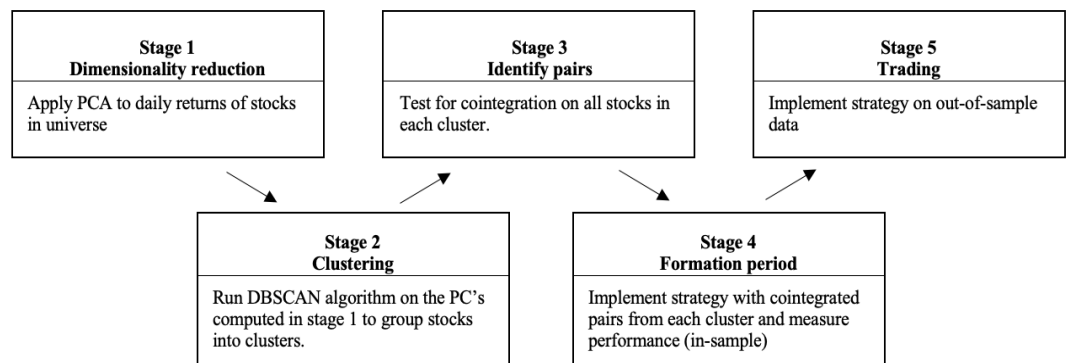 Stage 1
Dimensionality reduction
Apply PCA to daily returns of stocks
in universe
Stage 2
Clustering
Run DBSCAN algorithm on the PC’s
computed in stage 1 to group stocks
into clusters.
Stage 3
Identify pairs
Test for cointegration on all stocks in
each cluster.
Stage 4
Formation period
Implement strategy with cointegrated
pairs from each cluster and measure
performance (in-sample)
Stage 5
Trading
Implement strategy on out-of-sample
data